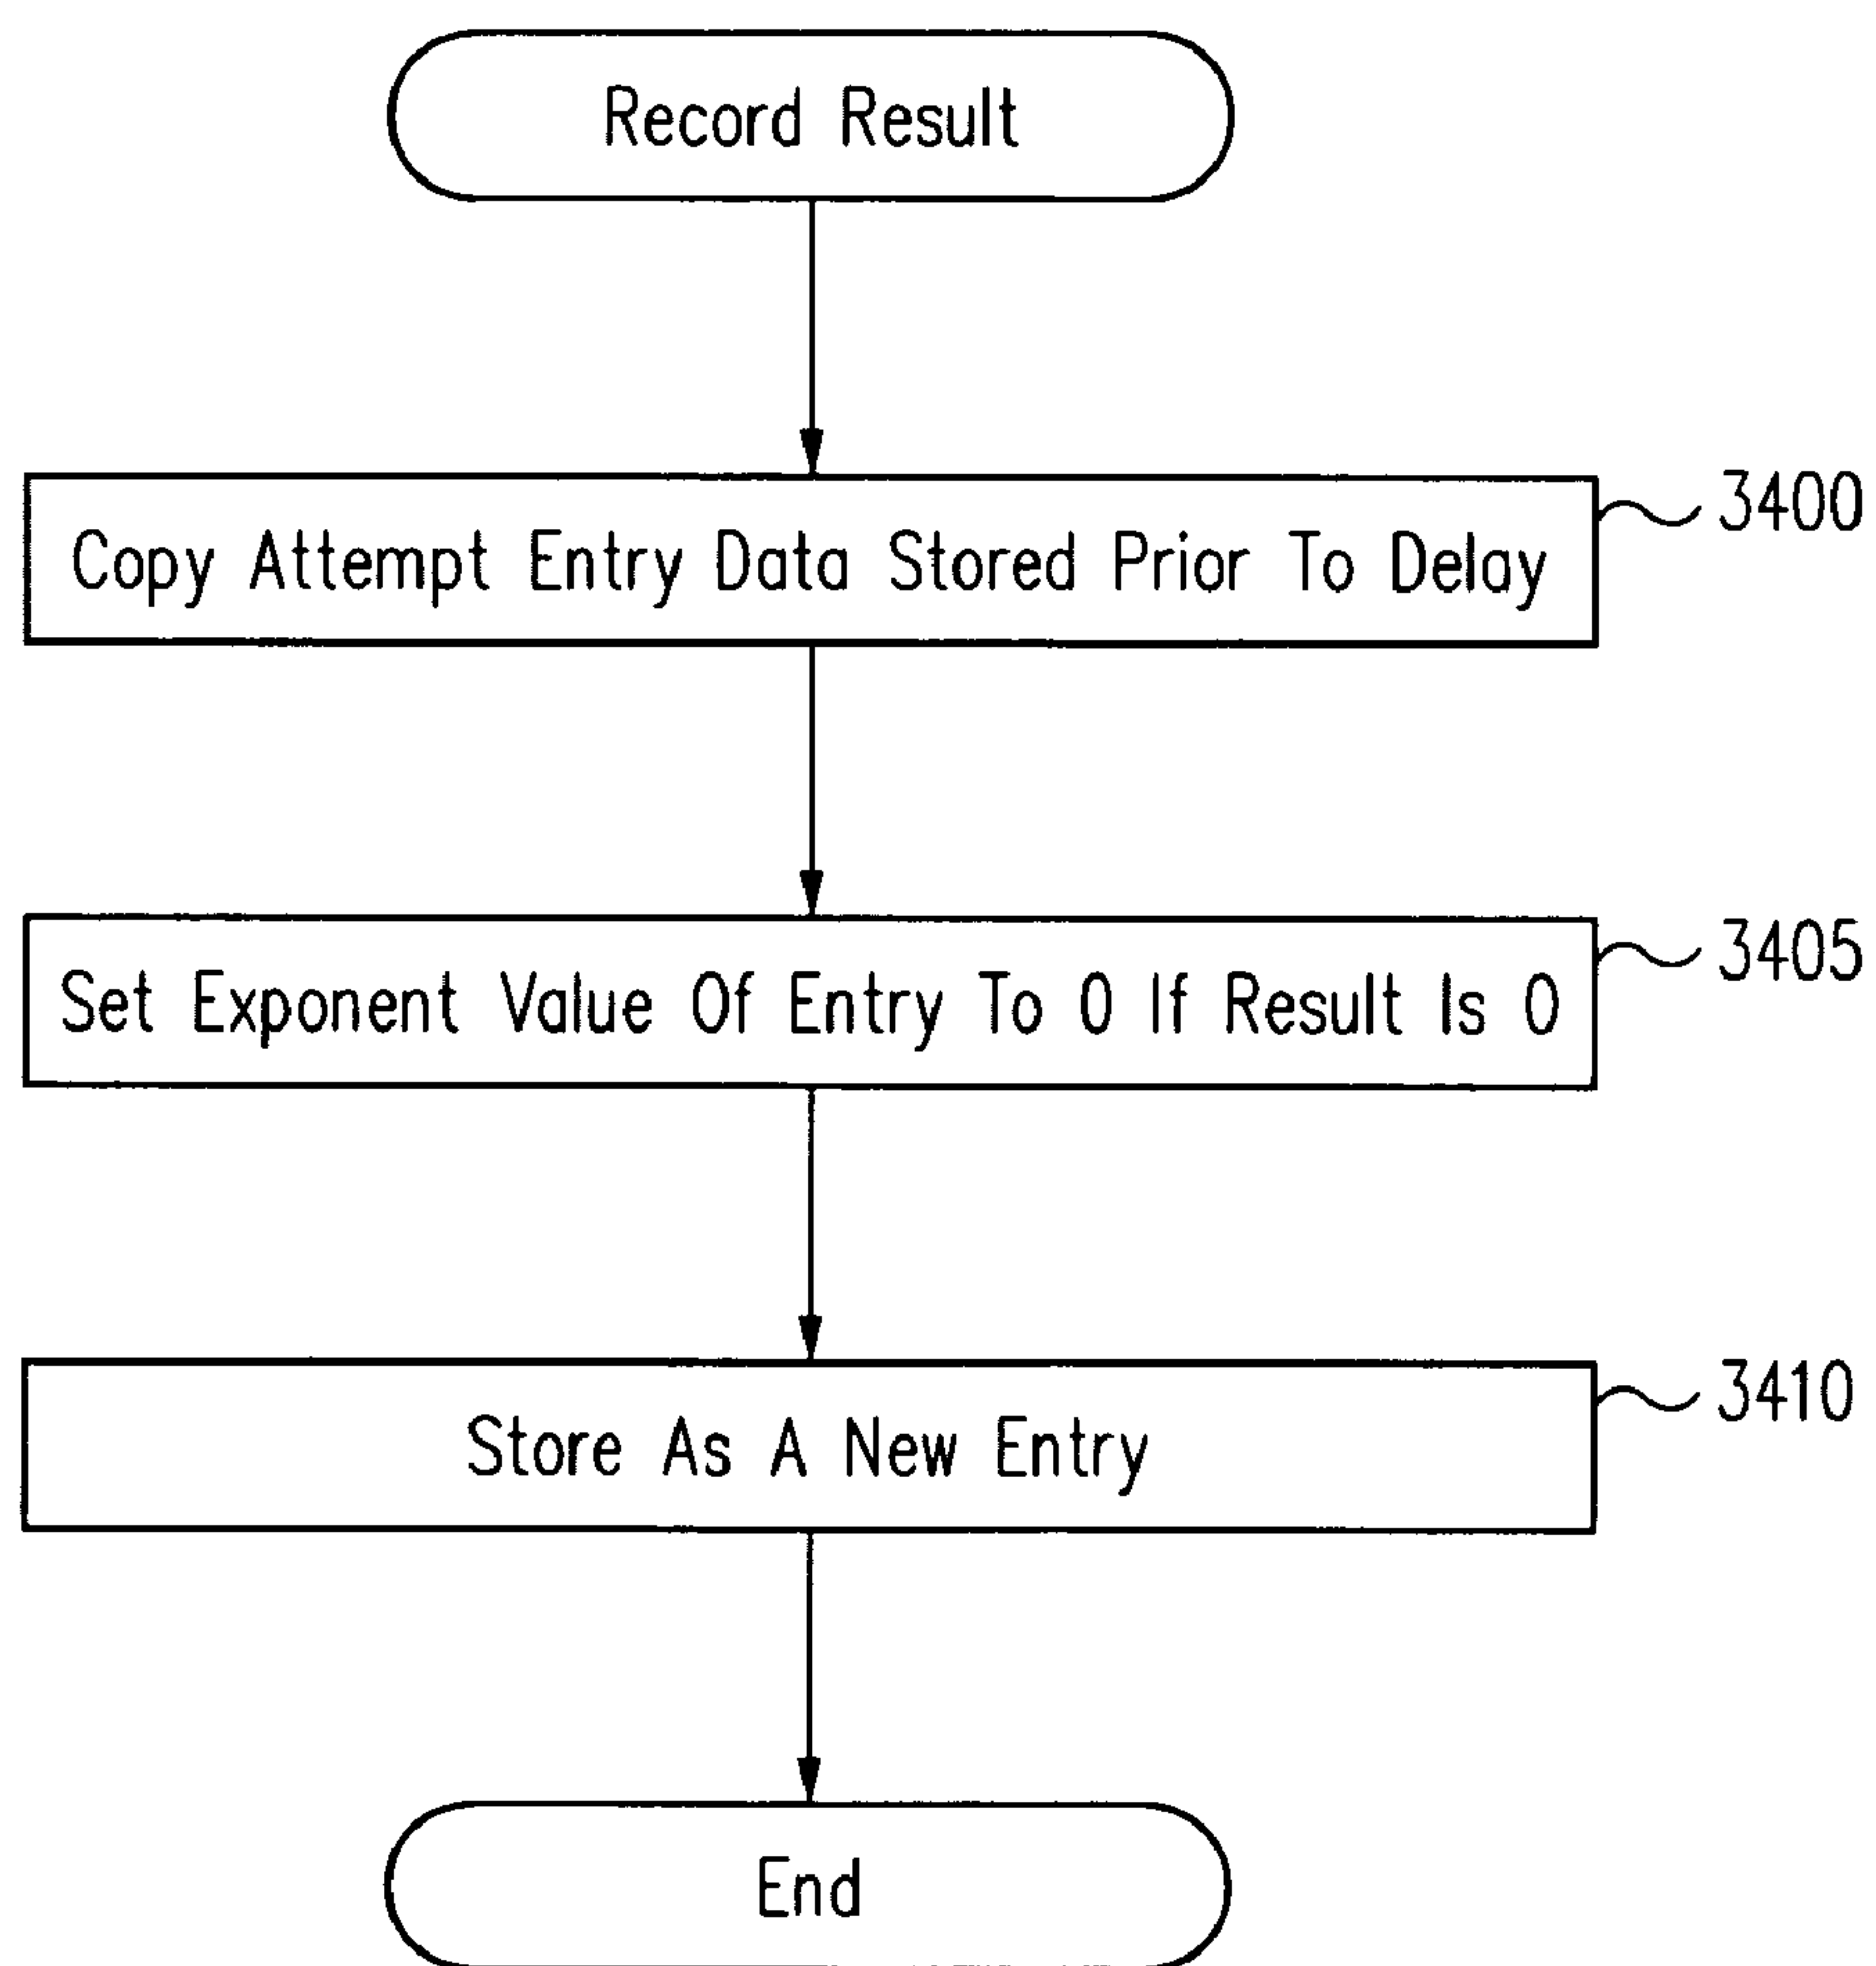 Record Result
Copy Attempt Entry Data Stored Prior To Delay
3400
Set Exponent Value Of Entry To 0 If Result Is 0
3405
Store As A New Entry
3410
End